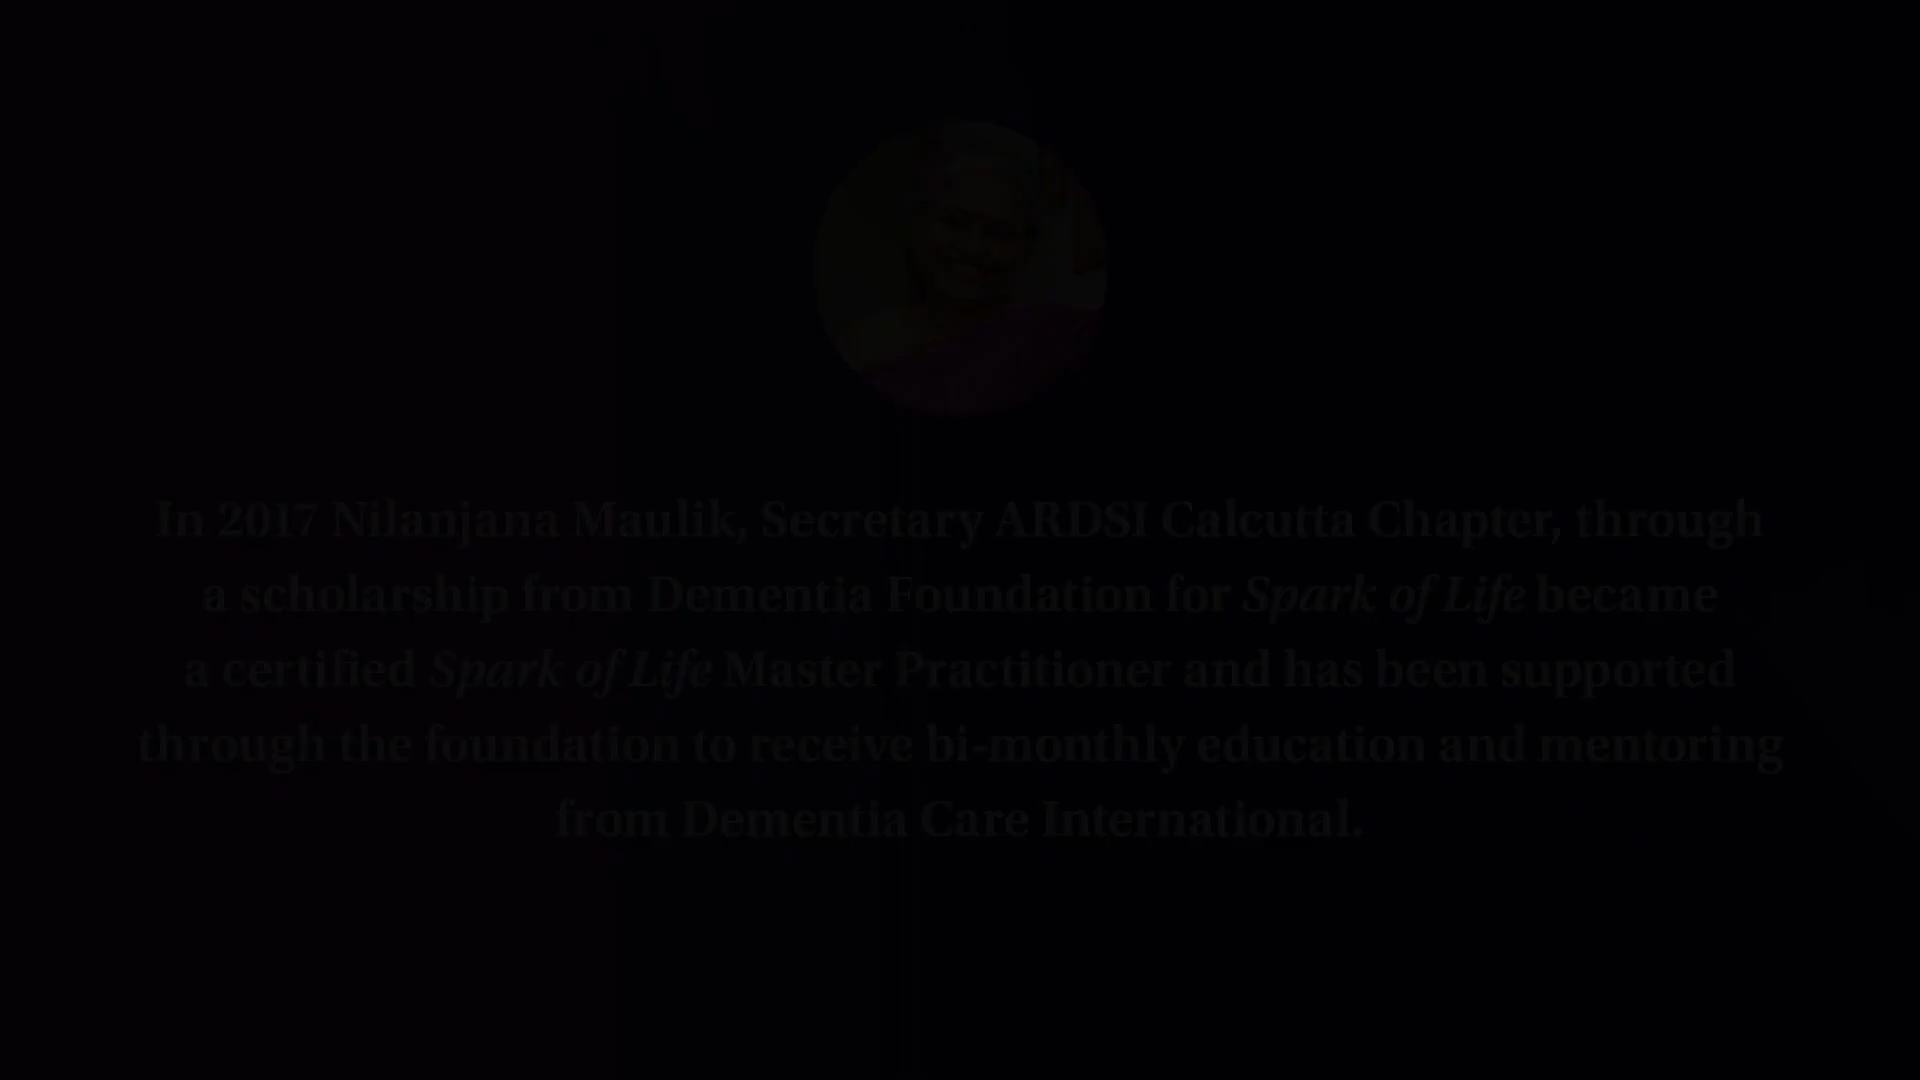 In 2017 Nilanjana Maulik, Secretary ARDSI Calcutta Chapter, through
a scholarship from Dementia Foundation for Spark of Life became
a certified Spark of Life Master Practitioner and has been supported
through the foundation to receive bi-monthly education and mentoring
from Dementia Care International.